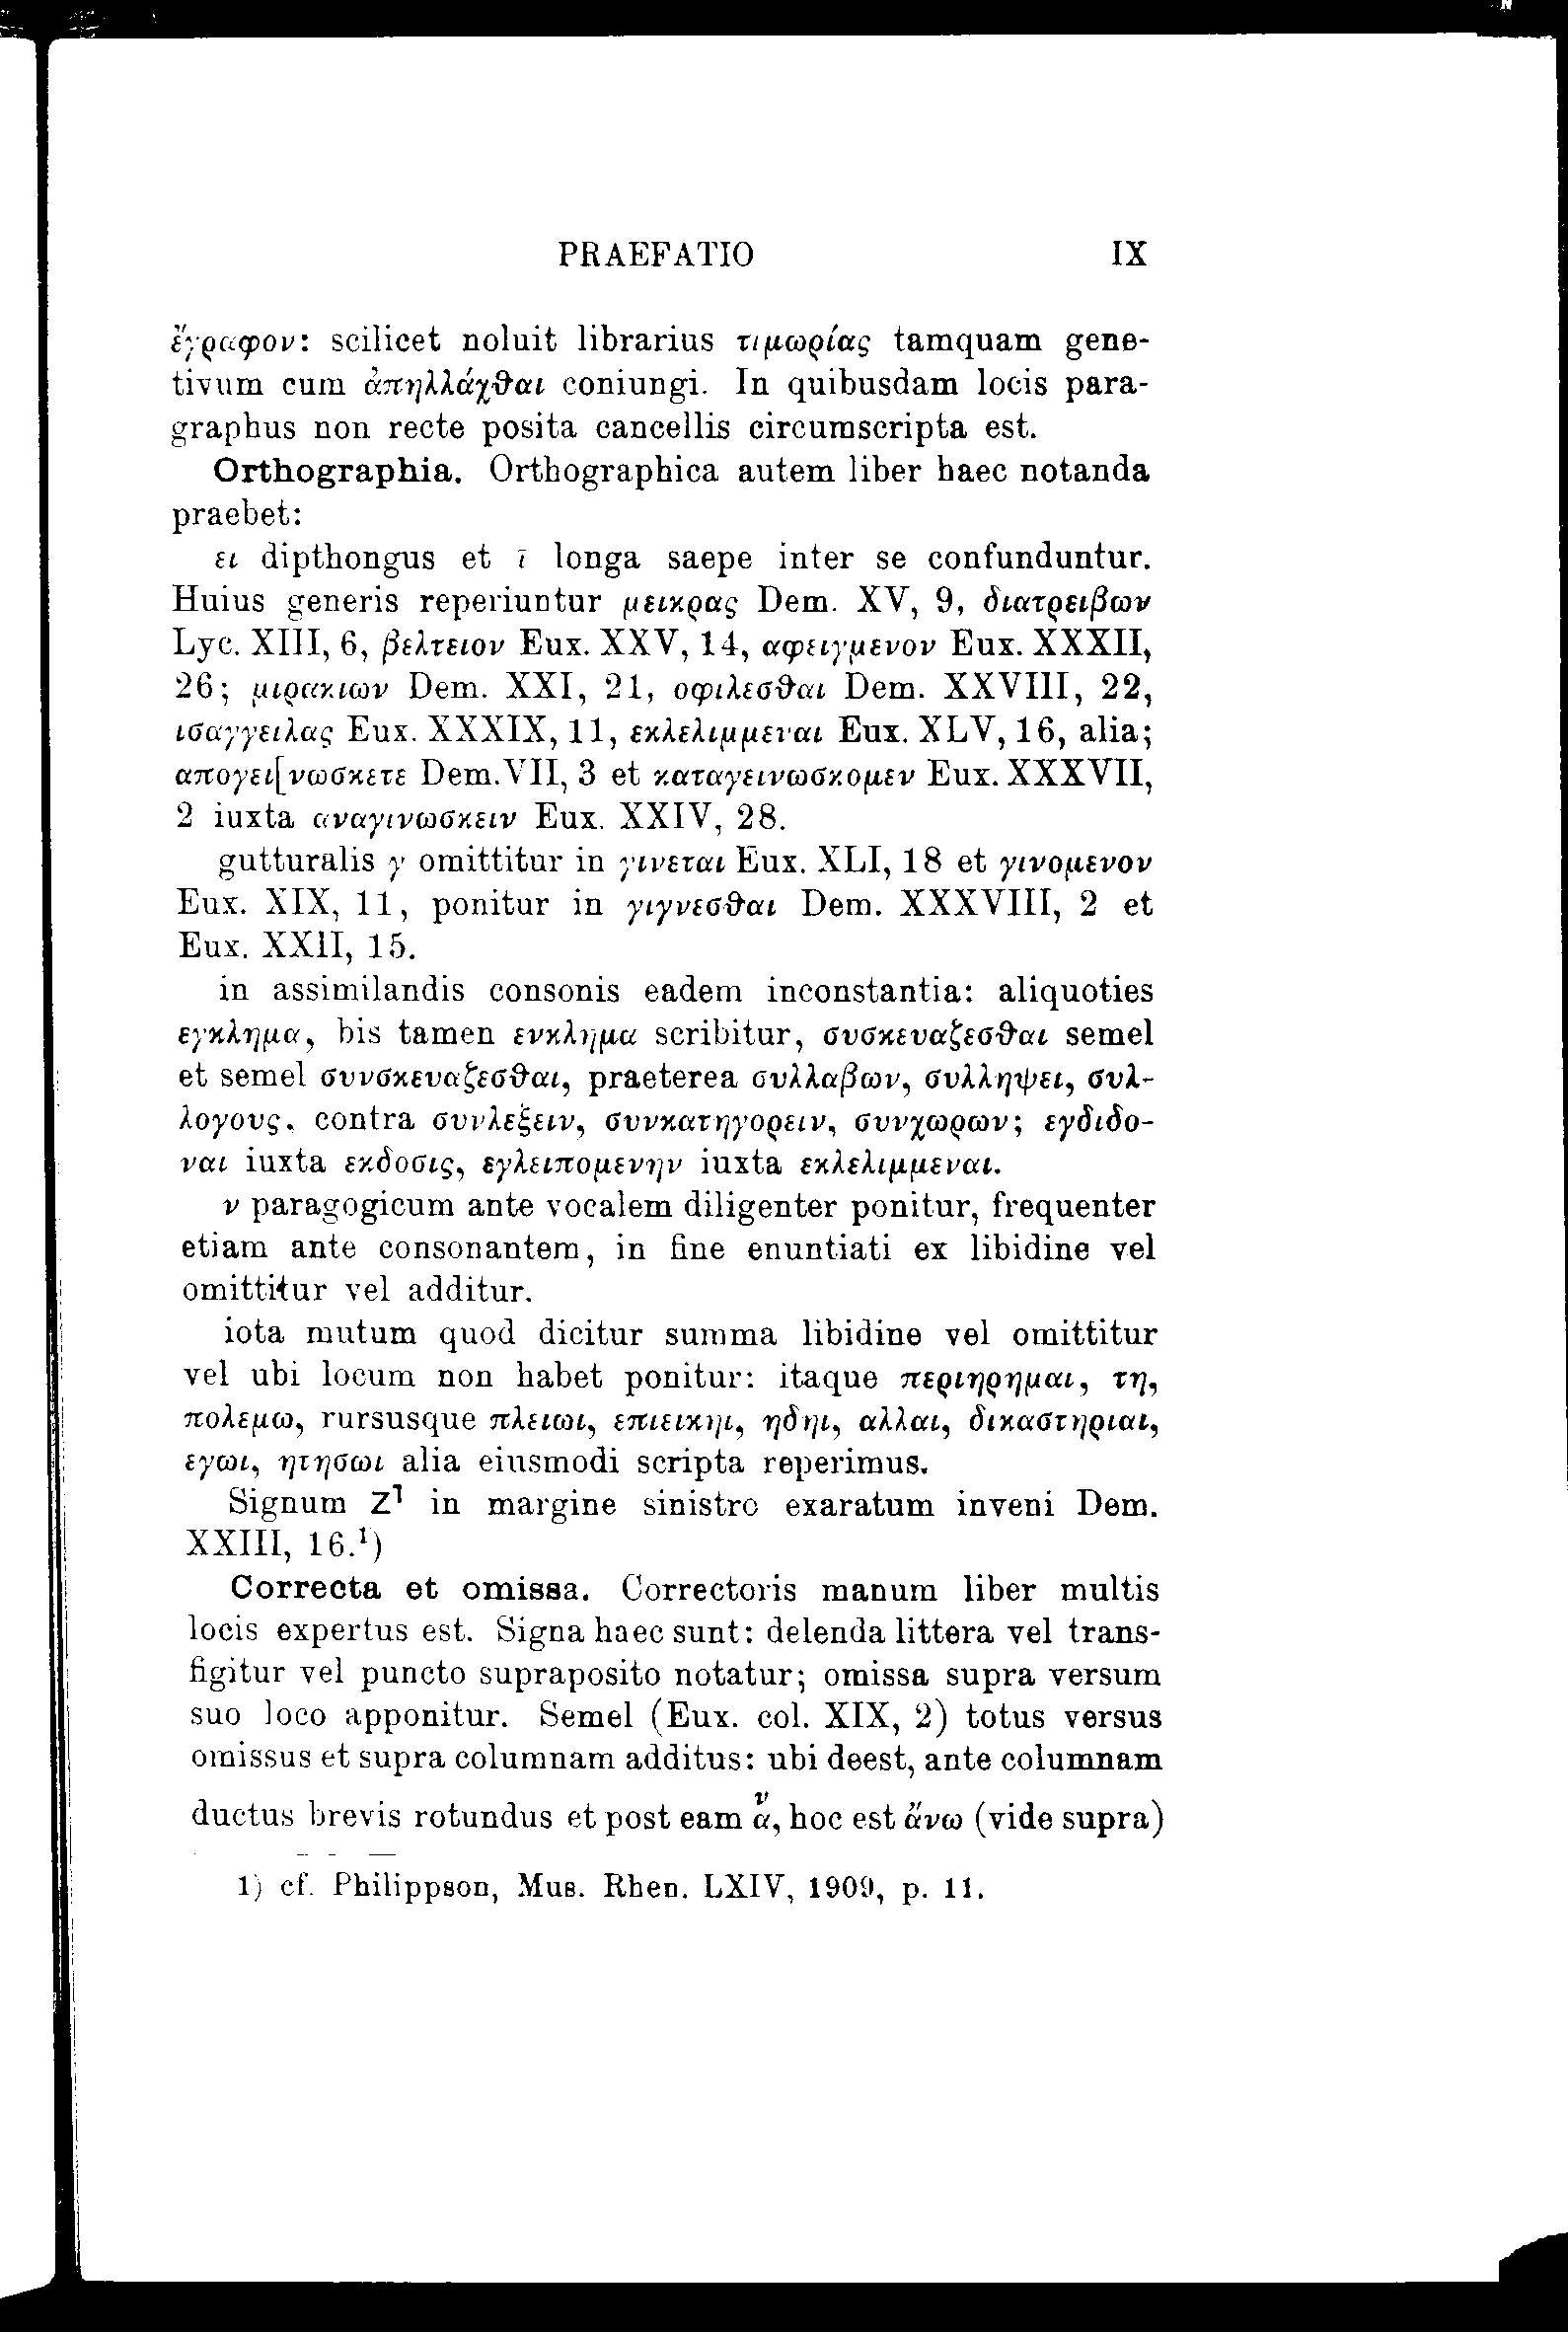 PRAEFATIO IX
ἔγραφον: scilicet noluit librarius τιμωρίας tamquam gene-
tivum cum ἀπηλλάχθαι coniungi. In quibusdam locis para-
graphus non recte posita cancellis circumscripta est.
Orthographia. Orthographica autem liber haec notanda
praebet:
ει dipthongus et ῑ longa saepe inter se confunduntur.
Huius generis reperiuntur μεικρας Dem. XV, 9, διατρειβων
Lyc. XIII, 6, βελτειον Eux. XXV, 14, αφειγμενον Eux. XXXII,
26; μιρακιων Dem. XXI, 21, οφιλεσθαι Dem. XXVIII, 22,
ισαγγειλας Eux. XXXIX, 11, εκλελιμμεναι Eux. XLV, 16, alia;
απογει[νωσκετε Dem. VII, 3 et καταγεινωσκομεν Eux. XXXVII,
2 iuxta αναγινωσκειν Eux. XXIV, 28.
gutturalis γ omittitur in γινεται Eux. XLI, 18 et γινομενον
Eux. XIX, 11, ponitur in γιγνεσθαι Dem. XXXVIII, 2 et
Eux. XXII, 15.
in assimilandis consonis eadem inconstantia: aliquoties
εγκλημα, bis tamen ενκλημα scribitur, συσκευαζεσθαι semel
et semel συνσκευαζεσθαι, praeterea συλλαβων, συλληψει, συλ-
λογους, contra συνλεξειν, συνκατηγορειν, συνχωρων; εγδιδο-
ναι iuxta εκδοσις, εγλειπομενην iuxta εκλελιμμεναι.
ν paragogicum ante vocalem diligenter ponitur, frequenter
etiam ante consonantem, in fine enuntiati ex libidine vel
omittitur vel additur.
iota mutum quod dicitur summa libidine vel omittitur
vel ubi locum non habet ponitur: itaque περιηρημαι, τη,
πολεμω, rursusque πλειωι, επιεικηι, ηδηι, αλλαι, δικαστηριαι,
εγωι, ητησωι alia eiusmodi scripta reperimus.
Signum Z˥ in margine sinistro exaratum inveni Dem.
XXIII, 16.¹)
Correcta et omissa. Correctoris manum liber multis
locis expertus est. Signa haec sunt: delenda littera vel trans-
figitur vel puncto supraposito notatur; omissa supra versum
suo loco apponitur. Semel (Eux. col. XIX, 2) totus versus
omissus et supra columnam additus: ubi deest, ante columnam
ductus brevis rotundus et post eam αͮ, hoc est ἄνω (vide supra)
1) cf. Philippson, Mus. Rhen. LXIV, 1909, p. 11.